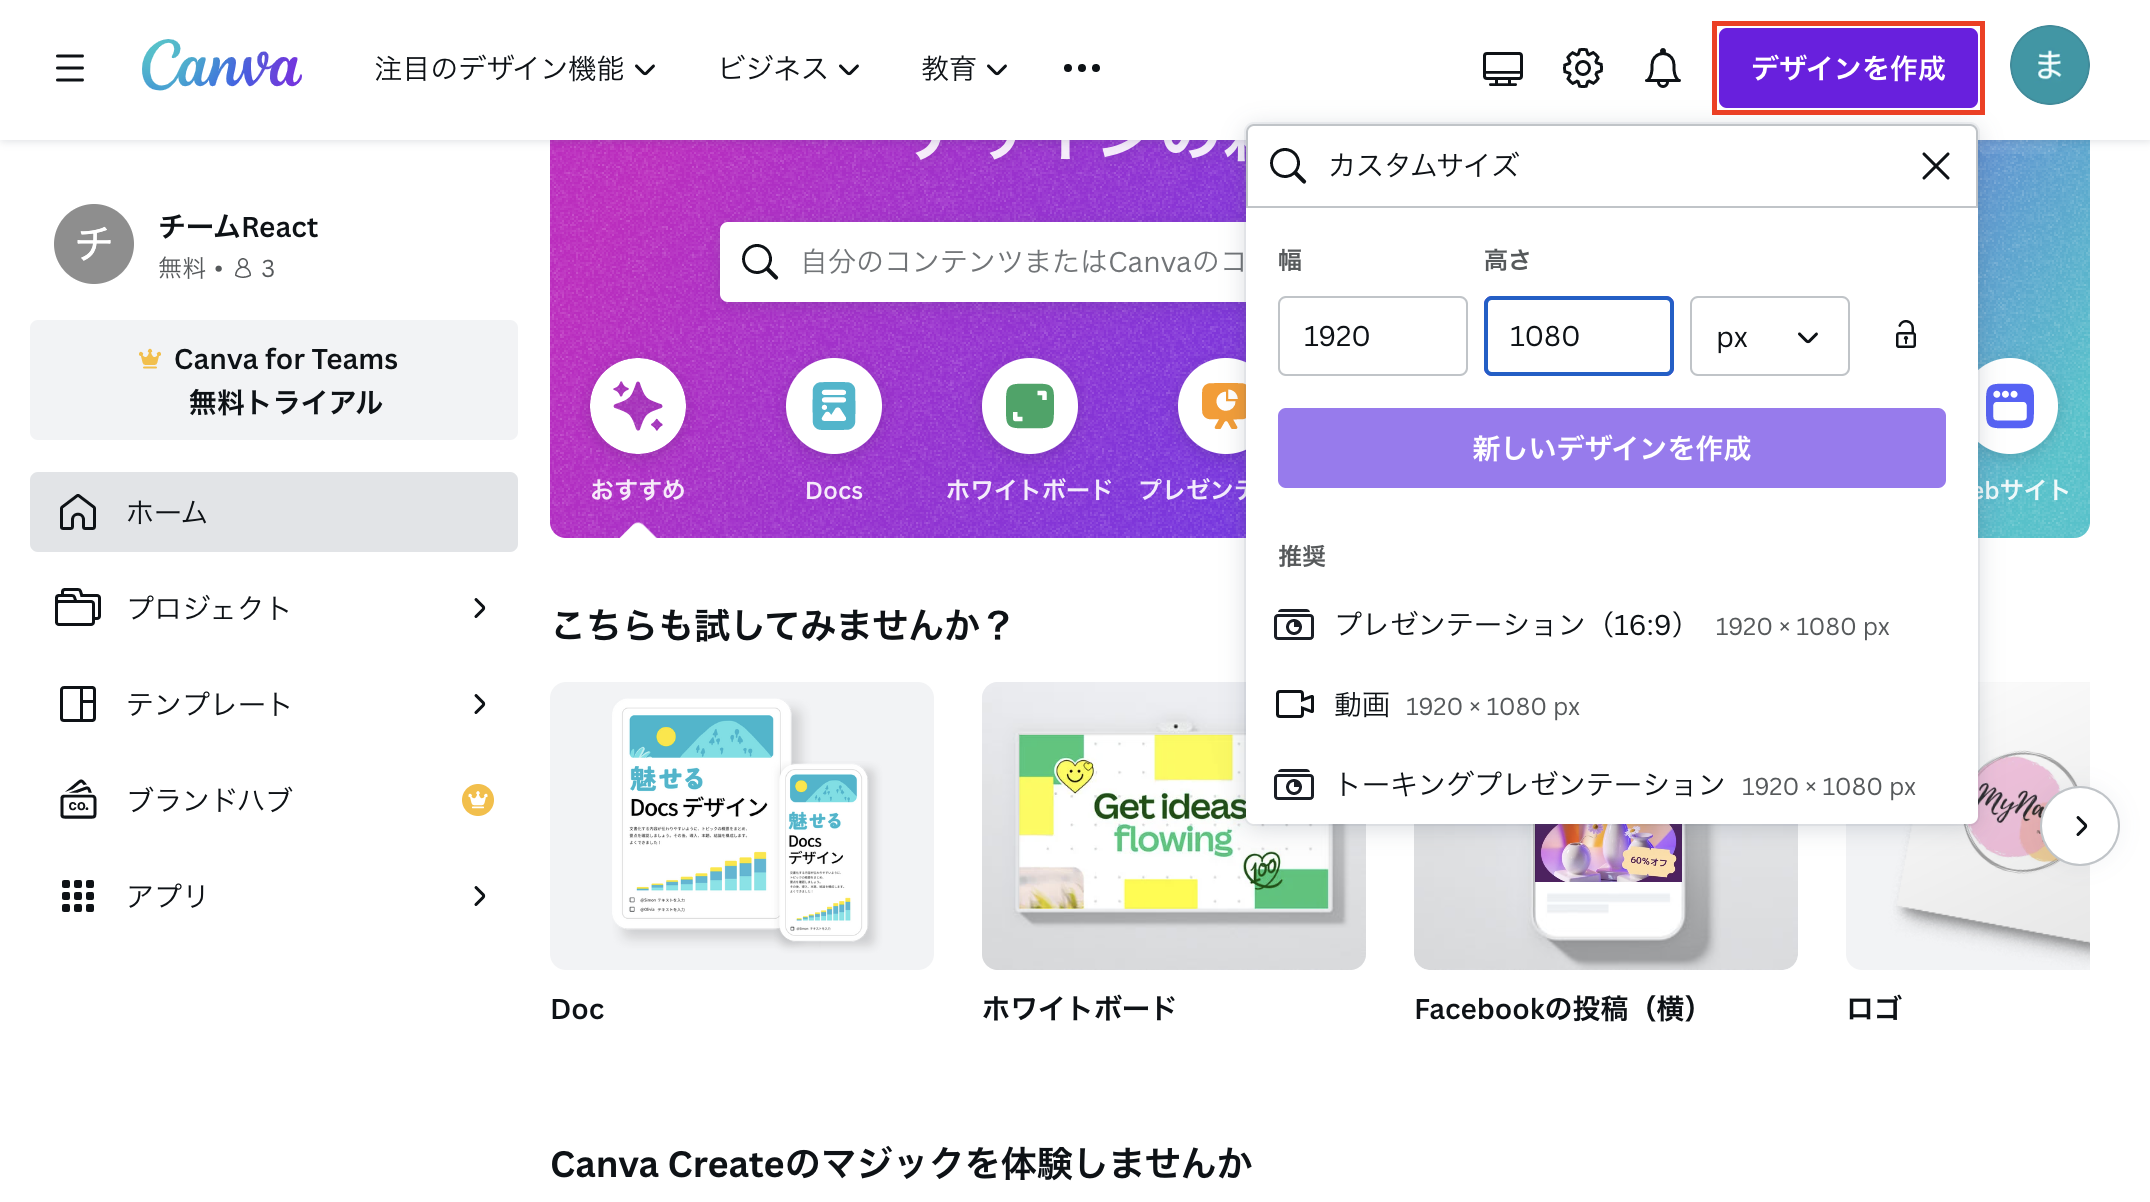 Canva
注目のデザイン機能
ビジネス
教育
デザインを作成
ま
チ
チームReact
無料 • 3
Canva for Teams
無料トライアル
ホーム
プロジェクト
テンプレート
CO.
ブランドハブ
アプリ
自分のコンテンツまたはCanvaのコ
おすすめ
Docs
ホワイトボード
プレゼンテ
ebサイト
カスタムサイズ
幅
高さ
1920
1080
px
新しいデザインを作成
推奨
プレゼンテーション（16:9） 1920 × 1080 px
動画 1920 × 1080 px
トーキングプレゼンテーション 1920 × 1080 px
こちらも試してみませんか？
魅せる
Docs デザイン
魅せる
Docs
デザイン
Get ideas
flowing
100
60%オフ
MyNa
Doc
ホワイトボード
Facebookの投稿（横）
ロゴ
Canva Createのマジックを体験しませんか